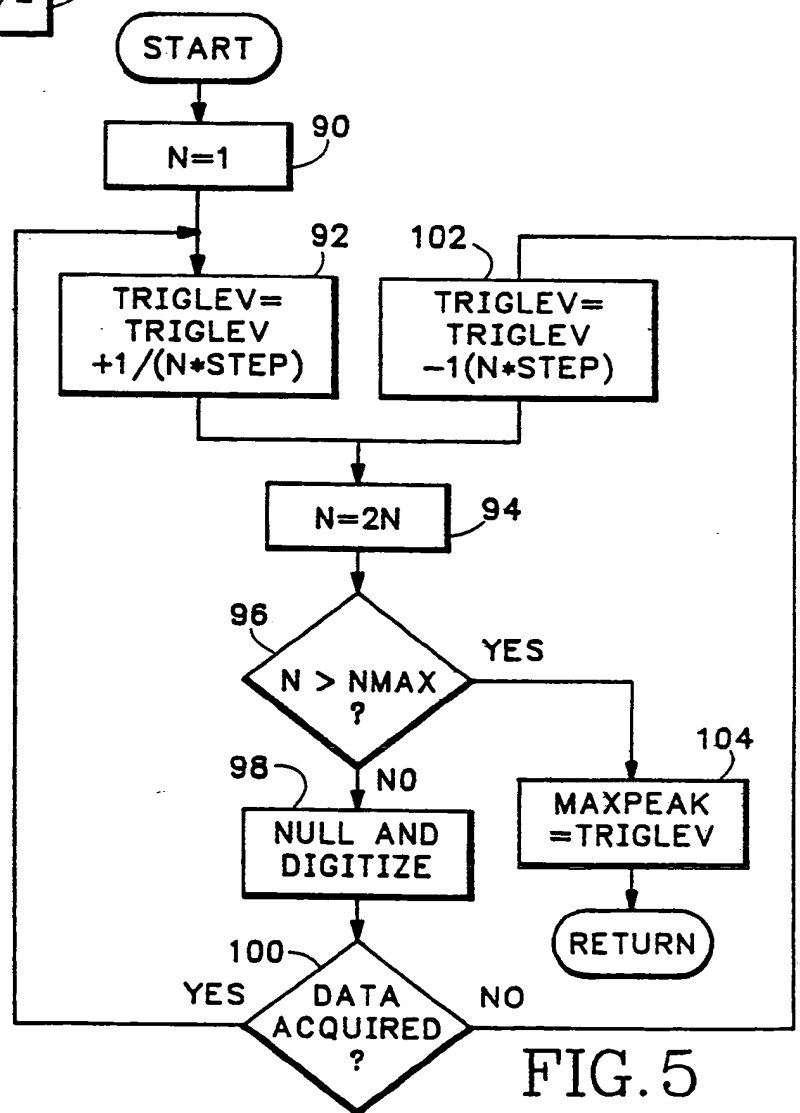 START
90
N=1
92
TRIGLEV=
TRIGLEV
+1/(N*STEP)
102
TRIGLEV=
TRIGLEV
-1(N*STEP)
N=2N
94
96
N > NMAX
?
YES
NO
98
NULL AND
DIGITIZE
104
MAXPEAK
=TRIGLEV
RETURN
100
YES
DATA
ACQUIRED
?
NO
FIG. 5